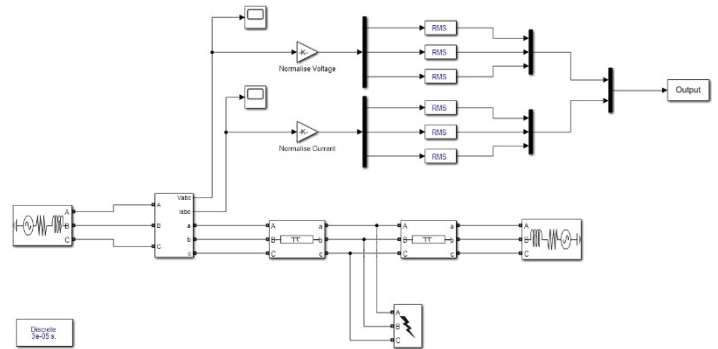 -K-
Normalise Voltage
RMS
RMS
RMS
Output
-K-
Normalise Current
RMS
RMS
RMS
A
B
C
A
B
C
Vabc
Iabc
a
b
c
A
B
C
a
b
c
A
B
C
a
b
c
A
B
C
A
B
C
Discrete
3e-05 s.